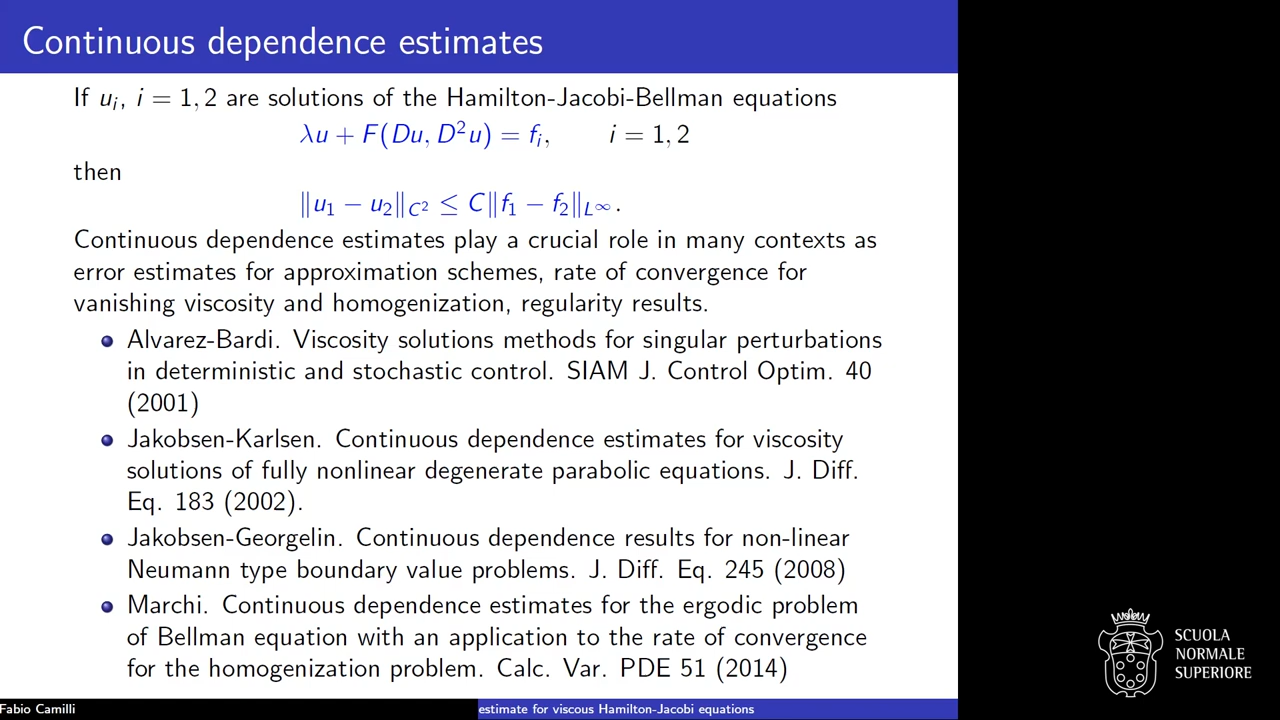 Continuous dependence estimates
If uᵢ, i = 1, 2 are solutions of the Hamilton-Jacobi-Bellman equations
λu + F(Du, D²u) = fᵢ, i = 1, 2
then
‖u₁ − u₂‖_{C²} ≤ C‖f₁ − f₂‖_{L^∞}.
Continuous dependence estimates play a crucial role in many contexts as
error estimates for approximation schemes, rate of convergence for
vanishing viscosity and homogenization, regularity results.
Alvarez-Bardi. Viscosity solutions methods for singular perturbations
in deterministic and stochastic control. SIAM J. Control Optim. 40
(2001)
Jakobsen-Karlsen. Continuous dependence estimates for viscosity
solutions of fully nonlinear degenerate parabolic equations. J. Diff.
Eq. 183 (2002).
Jakobsen-Georgelin. Continuous dependence results for non-linear
Neumann type boundary value problems. J. Diff. Eq. 245 (2008)
Marchi. Continuous dependence estimates for the ergodic problem
of Bellman equation with an application to the rate of convergence
for the homogenization problem. Calc. Var. PDE 51 (2014)
Fabio Camilli
estimate for viscous Hamilton-Jacobi equations
SCUOLA
NORMALE
SUPERIORE